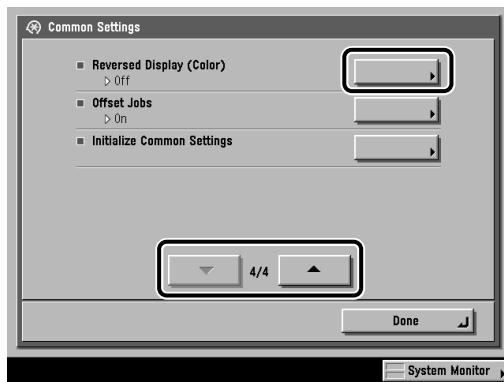 Common Settings
Reversed Display (Color)
Off
Offset Jobs
On
Initialize Common Settings
4/4
Done
System Monitor